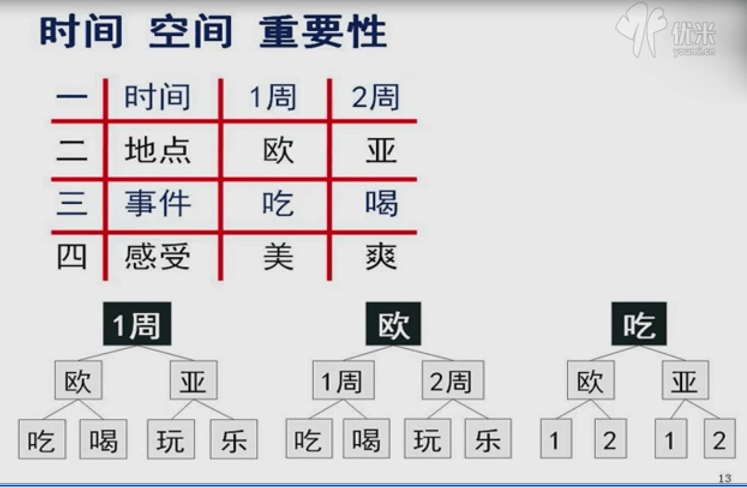 时间 空间 重要性
优米
youmi.cn
一 时间 1周 2周
二 地点 欧 亚
三 事件 吃 喝
四 感受 美 爽
1周 欧 吃
欧 亚 1周 2周 欧 亚
吃 喝 玩 乐 吃 喝 玩 乐 1 2 1 2
13